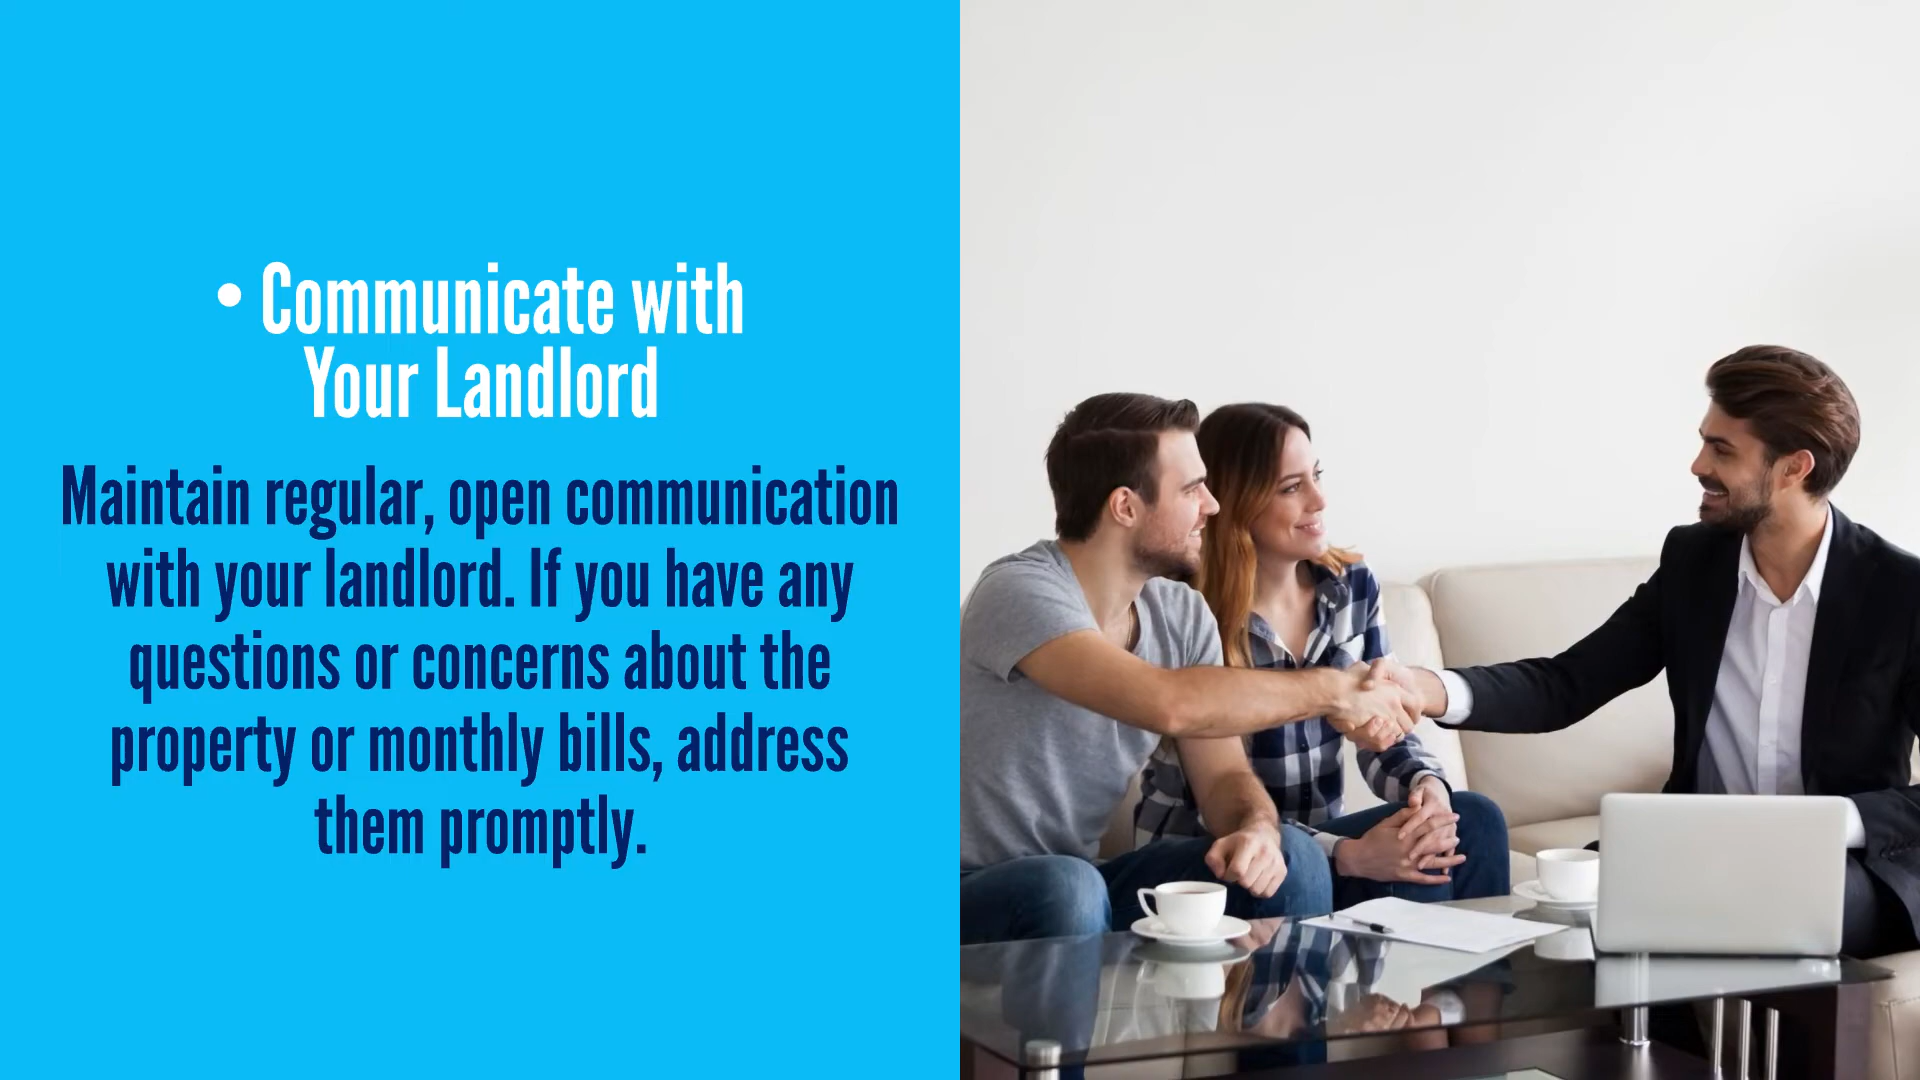 • Communicate with
Your Landlord
Maintain regular, open communication
with your landlord. If you have any
questions or concerns about the
property or monthly bills, address
them promptly.